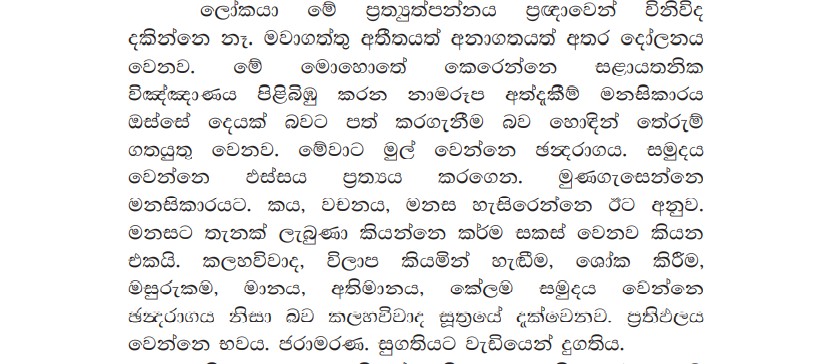 ලෝකයා මේ ප්‍රත්‍යුත්පන්නය ප්‍රඥාවෙන් විනිවිද
දකින්නෙ නෑ. මවාගත්තු අතීතයත් අනාගතයත් අතර දෝලනය
වෙනව. මේ මොහොතේ කෙරෙන්නෙ සළායතනික
විඤ්ඤාණය පිළිබිඹු කරන නාමරූප අත්දැකීම් මනසිකාරය
ඔස්සේ දෙයක් බවට පත් කරගැනීම බව හොඳින් තේරුම්
ගතයුතු වෙනව. මේවාට මුල් වෙන්නෙ ඡන්‍දරාගය. සමුදය
වෙන්නෙ ඵස්සය ප්‍රත්‍යය කරගෙන. මුණගැසෙන්නෙ
මනසිකාරයට. කය, වචනය, මනස හැසිරෙන්නෙ ඊට අනුව.
මනසට තැනක් ලැබුණා කියන්නෙ කර්ම සකස් වෙනව කියන
එකයි. කලහවිවාද, විලාප කියමින් හැඬීම, ශෝක කිරීම,
මසුරුකම, මානය, අතිමානය, කේලම සමුදය වෙන්නෙ
ඡන්‍දරාගය නිසා බව කලහවිවාද සූත්‍රයේ දැක්වෙනව. ප්‍රතිඵලය
වෙන්නෙ භවය. ජරාමරණ. සුගතියට වැඩියෙන් දුගතිය.